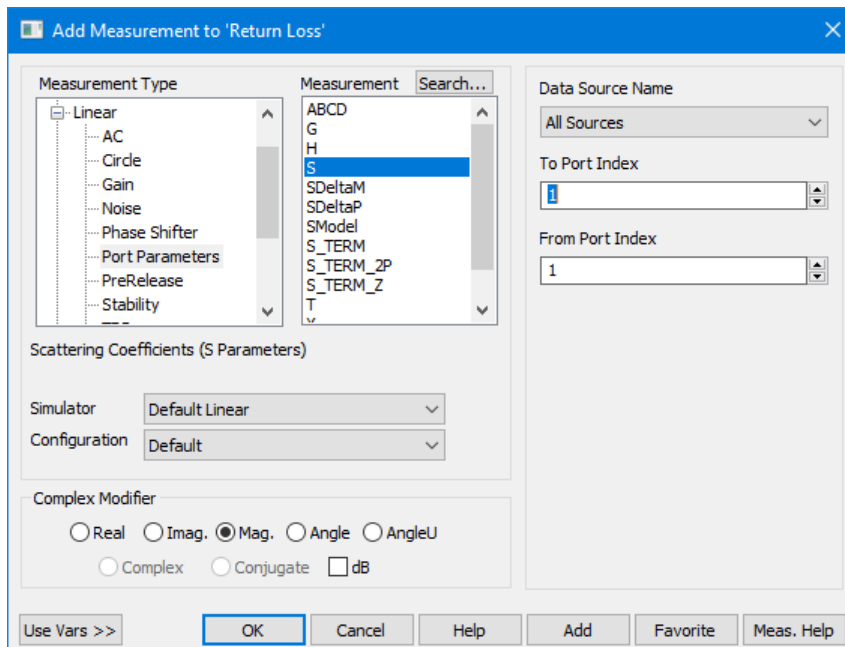 Add Measurement to 'Return Loss'
Measurement Type
Linear
AC
Circle
Gain
Noise
Phase Shifter
Port Parameters
PreRelease
Stability
Measurement Search...
ABCD
G
H
S
SDeltaM
SDeltaP
SModel
S_TERM
S_TERM_2P
S_TERM_Z
T
Data Source Name
All Sources
To Port Index
1
From Port Index
1
Scattering Coefficients (S Parameters)
Simulator Default Linear
Configuration Default
Complex Modifier
Real Imag. Mag. Angle AngleU
Complex Conjugate dB
Use Vars >> OK Cancel Help Add Favorite Meas. Help